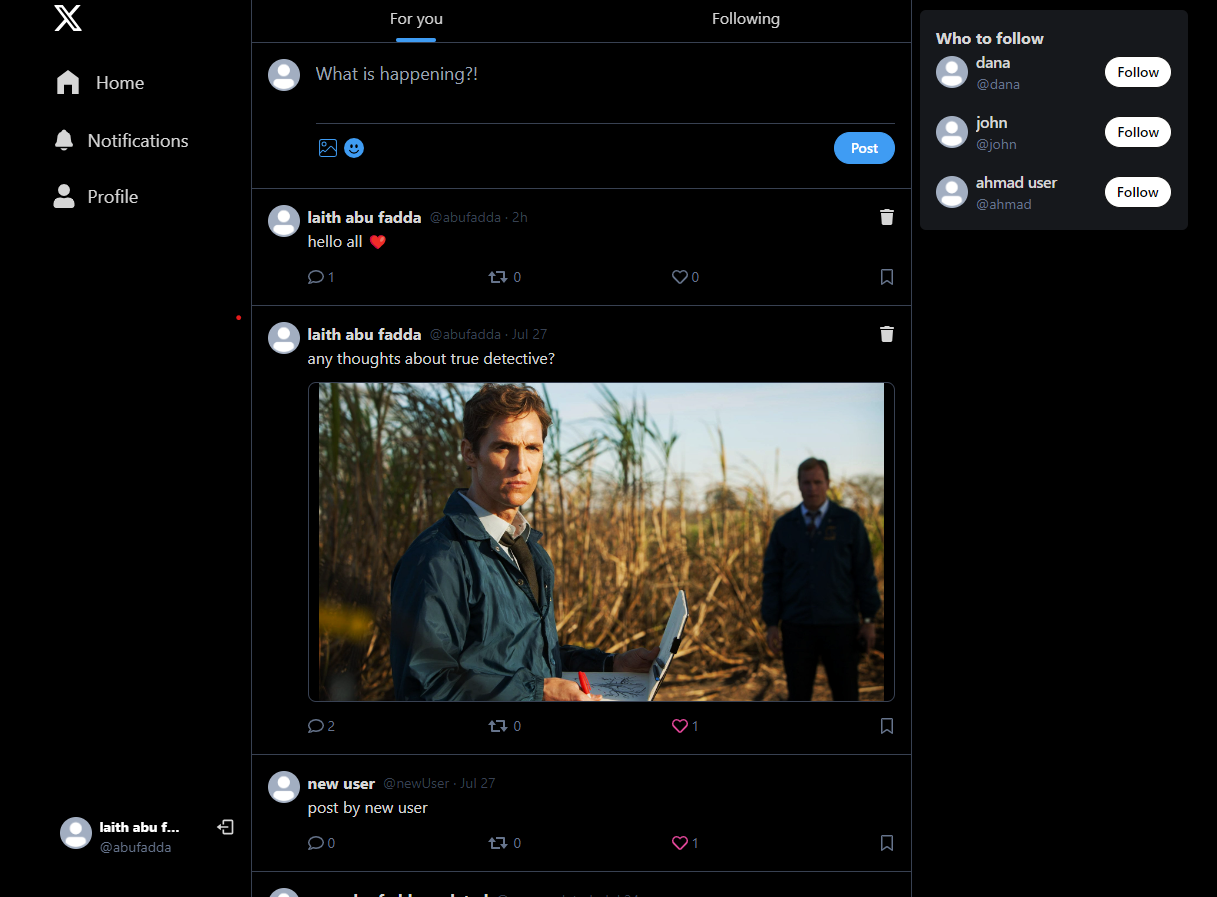 Home
Notifications
Profile
laith abu f...
@abufadda
For you
Following
What is happening?!
Post
laith abu fadda @abufadda · 2h
hello all ❤️
1 0 0
laith abu fadda @abufadda · Jul 27
any thoughts about true detective?
2 0 1
new user @newUser · Jul 27
post by new user
0 0 1
Who to follow
dana
@dana
Follow
john
@john
Follow
ahmad user
@ahmad
Follow